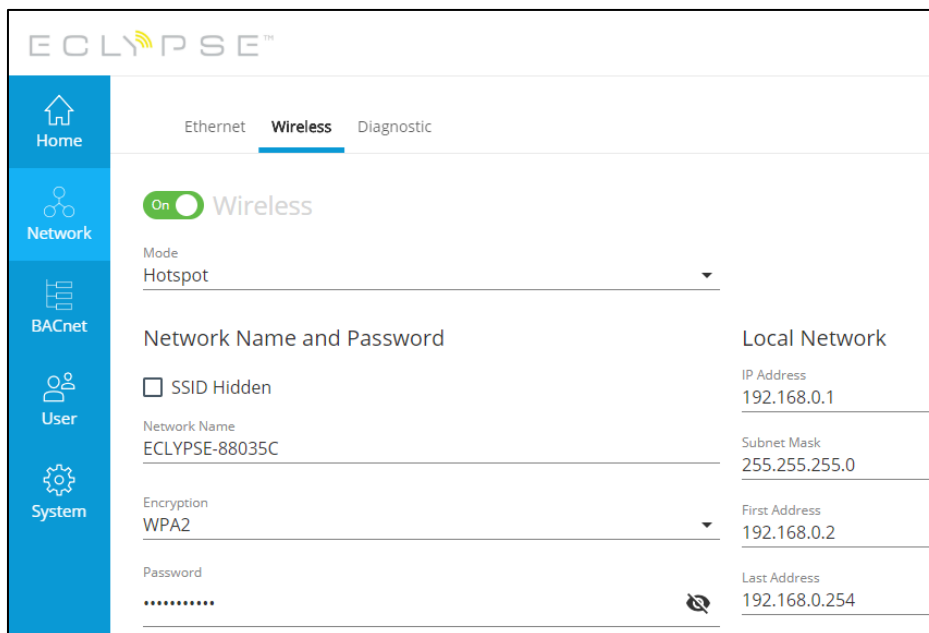 ECLYPSE™
Home
Network
BACnet
User
System
Ethernet Wireless Diagnostic
On Wireless
Mode
Hotspot
Network Name and Password
SSID Hidden
Network Name
ECLYPSE-88035C
Encryption
WPA2
Password
•••••••••••
Local Network
IP Address
192.168.0.1
Subnet Mask
255.255.255.0
First Address
192.168.0.2
Last Address
192.168.0.254